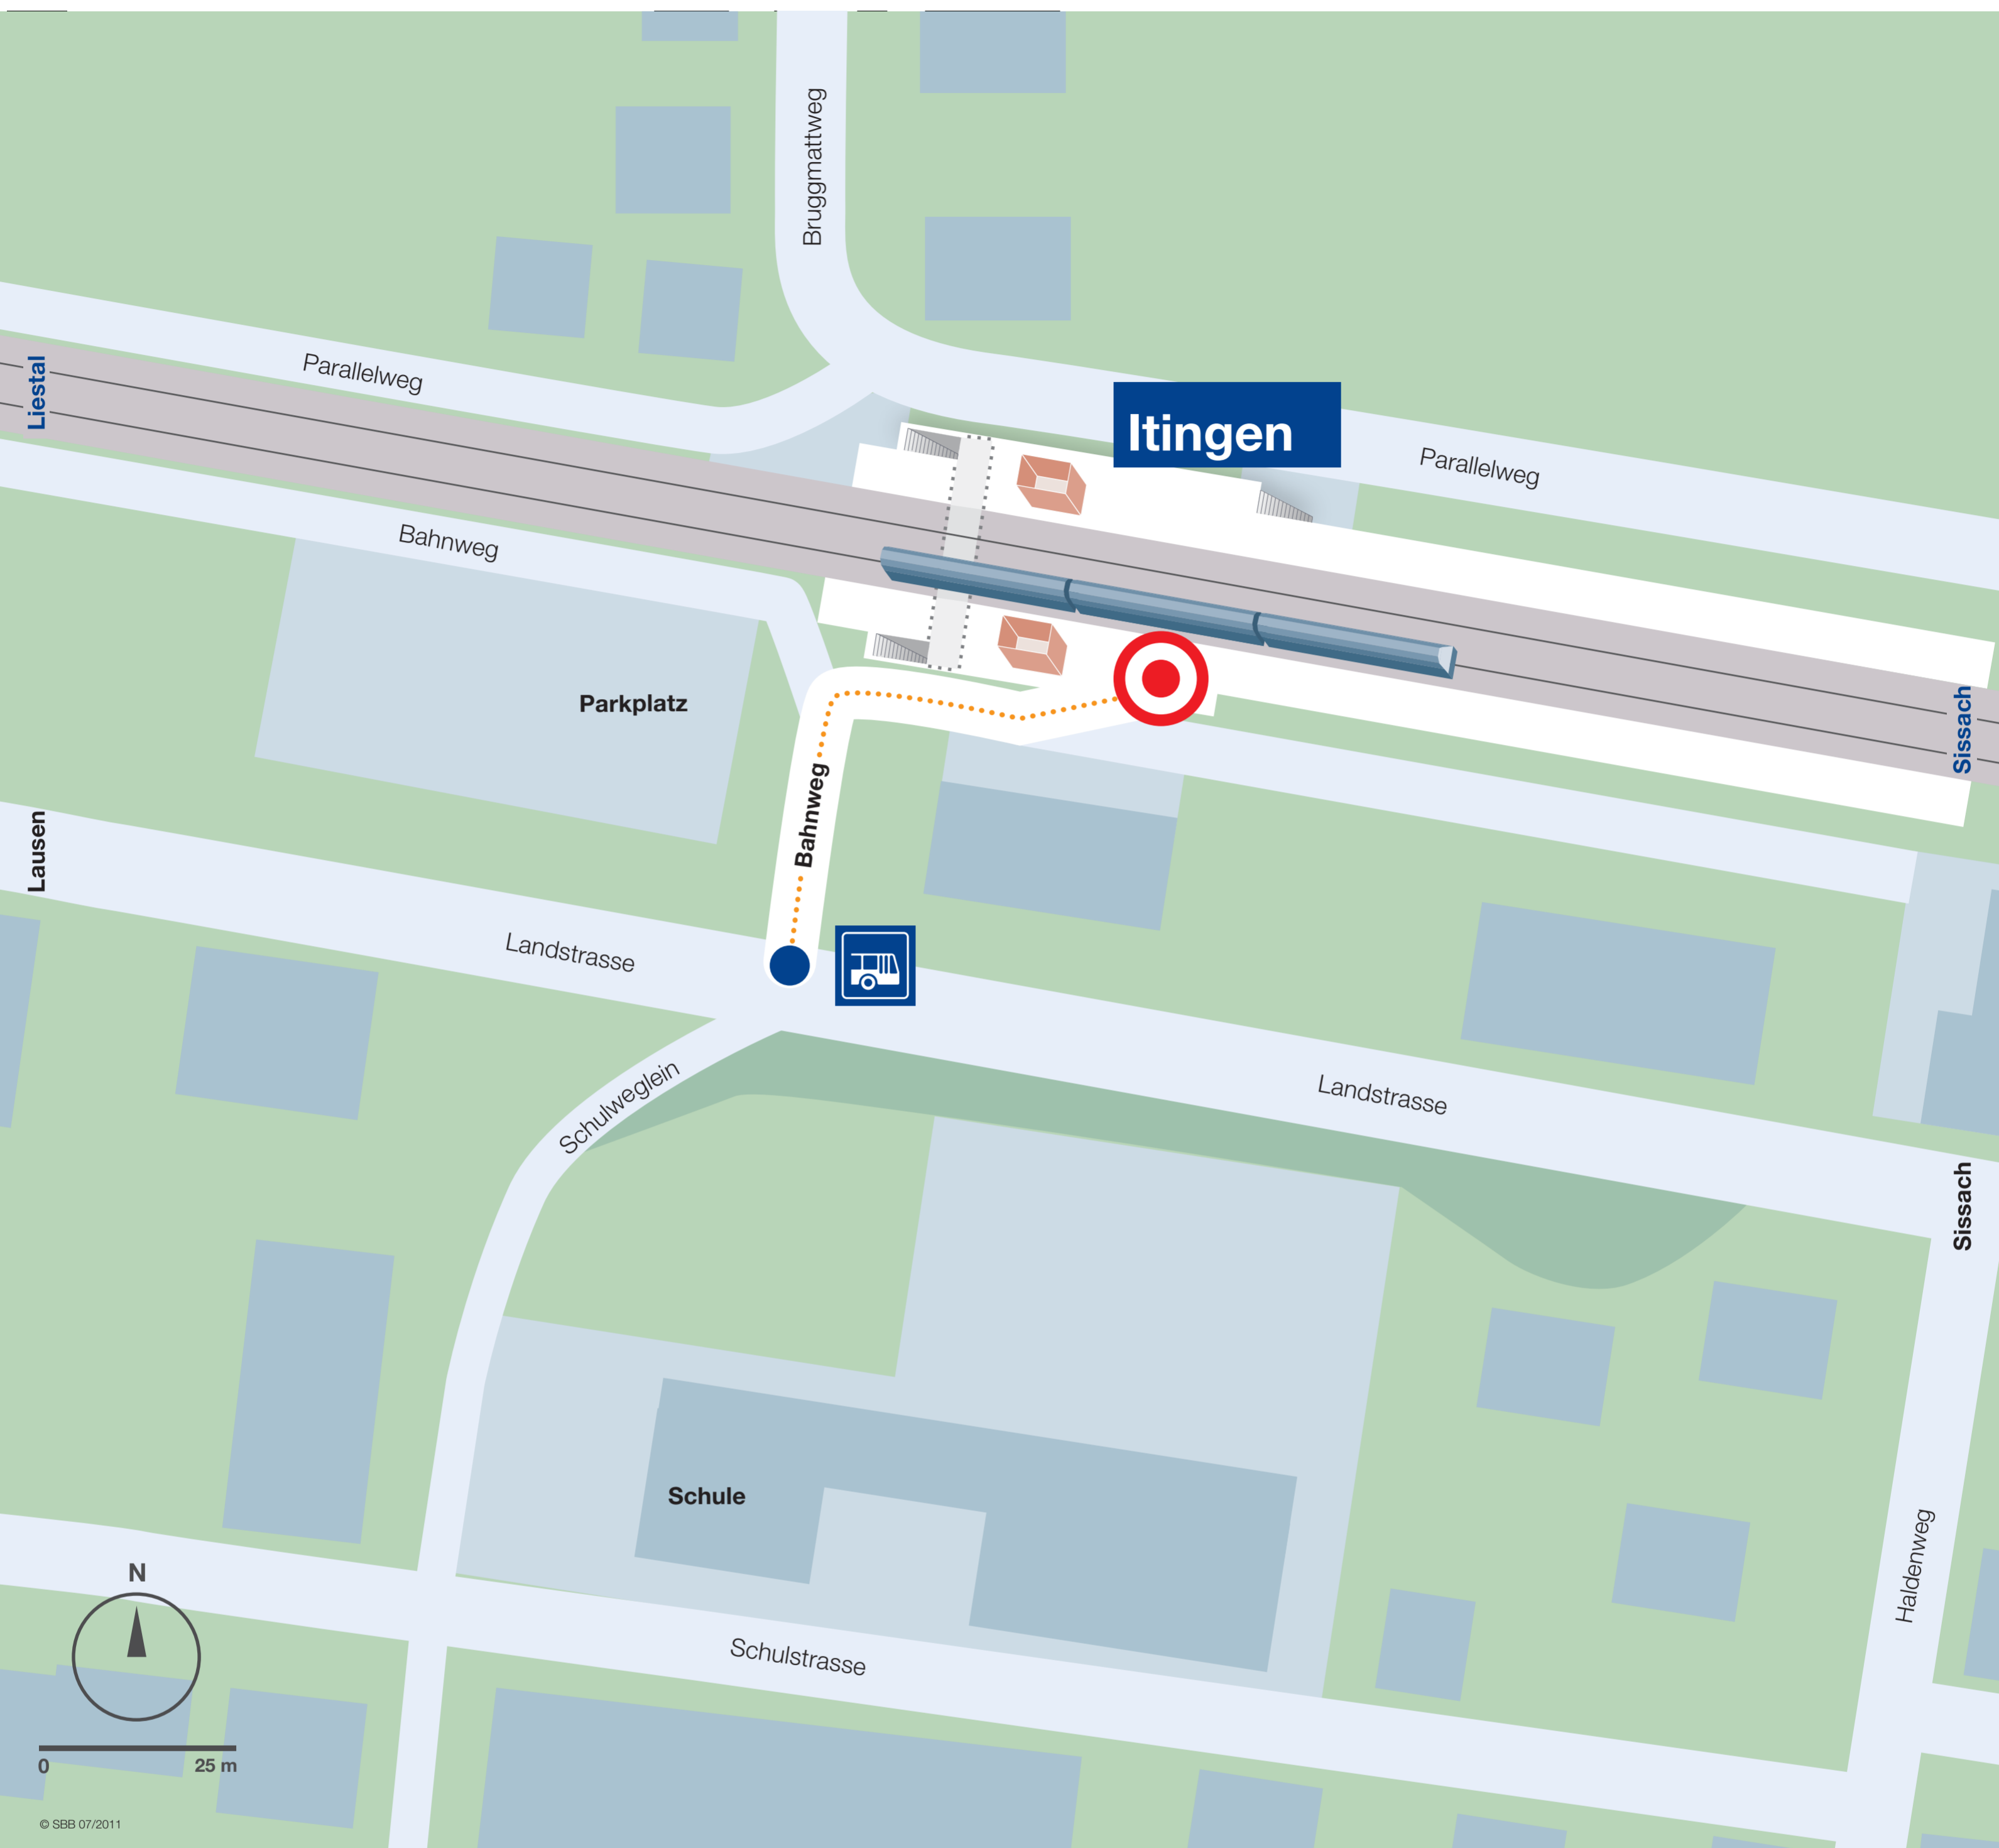 Bruggmattweg
Parallelweg
Liestal
Itingen
Parallelweg
Bahnweg
Parkplatz
Sissach
Bahnweg
Lausen
Landstrasse
Landstrasse
Schulweglein
Sissach
Schule
Haldenweg
N
Schulstrasse
0 25 m
© SBB 07/2011